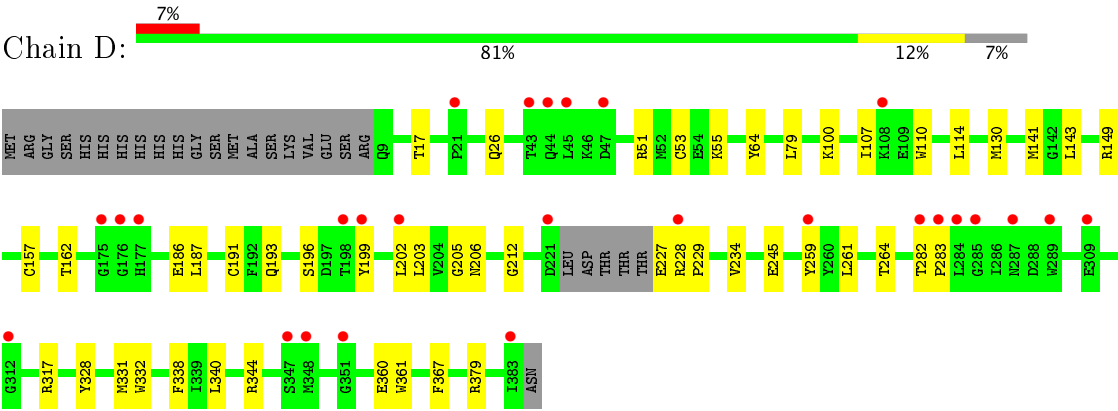 7%
Chain D:
81% 12% 7%
MET ARG GLY SER HIS HIS HIS HIS HIS HIS GLY SER MET ALA SER LYS VAL GLU SER ARG Q9 T17 P21 Q26 T43 Q44 L45 K46 D47 R51 M52 C53 E54 K55 Y64 L79 K100 I107 K108 E109 W110 L114 M130 M141 G142 L143 R149
C157 T162 G175 G176 H177 E186 L187 C191 F192 Q193 S196 D197 T198 Y199 L202 L203 V204 G205 N206 G212 D221 LEU ASP THR THR THR E227 R228 P229 V234 E245 Y259 Y260 L261 T264 T282 P283 L284 G285 I286 N287 D288 W289 E309
G312 R317 Y328 M331 W332 F338 I339 L340 R344 S347 M348 G351 E360 W361 F367 R379 I383 ASN